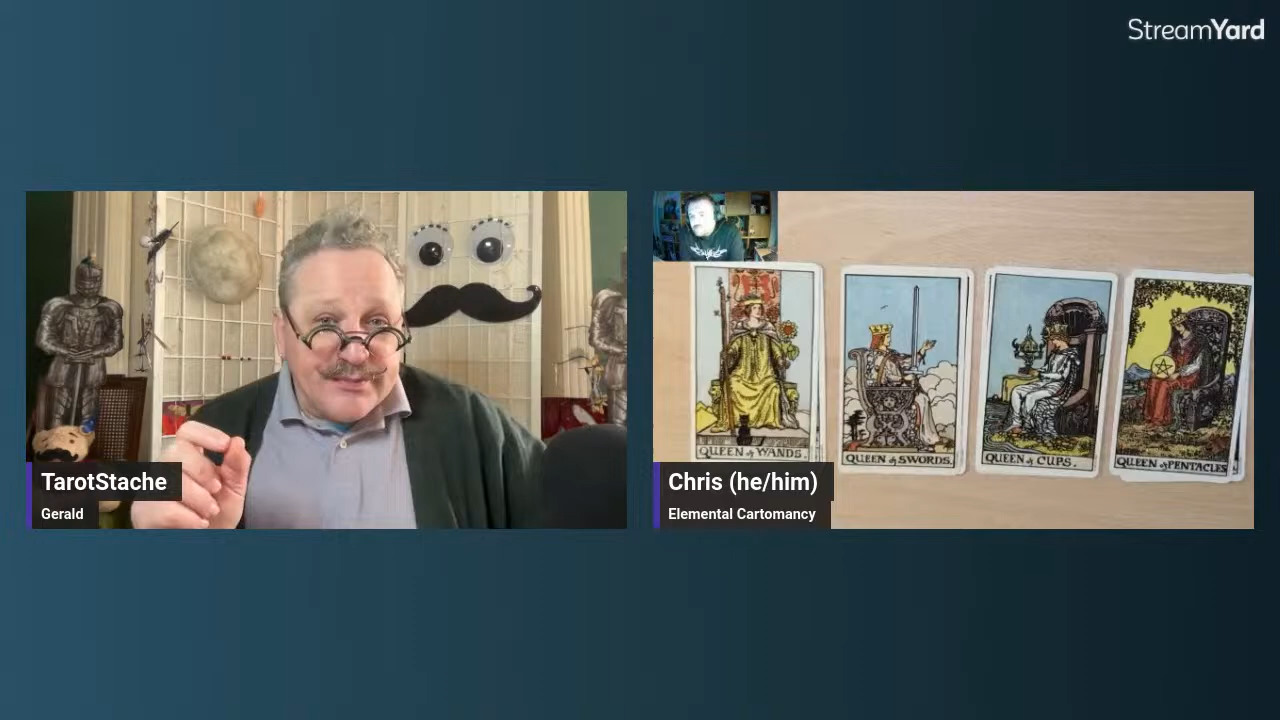 StreamYard
TarotStache
Gerald
Chris (he/him)
Elemental Cartomancy
QUEEN of WANDS.
QUEEN of SWORDS.
QUEEN of CUPS.
QUEEN of PENTACLES